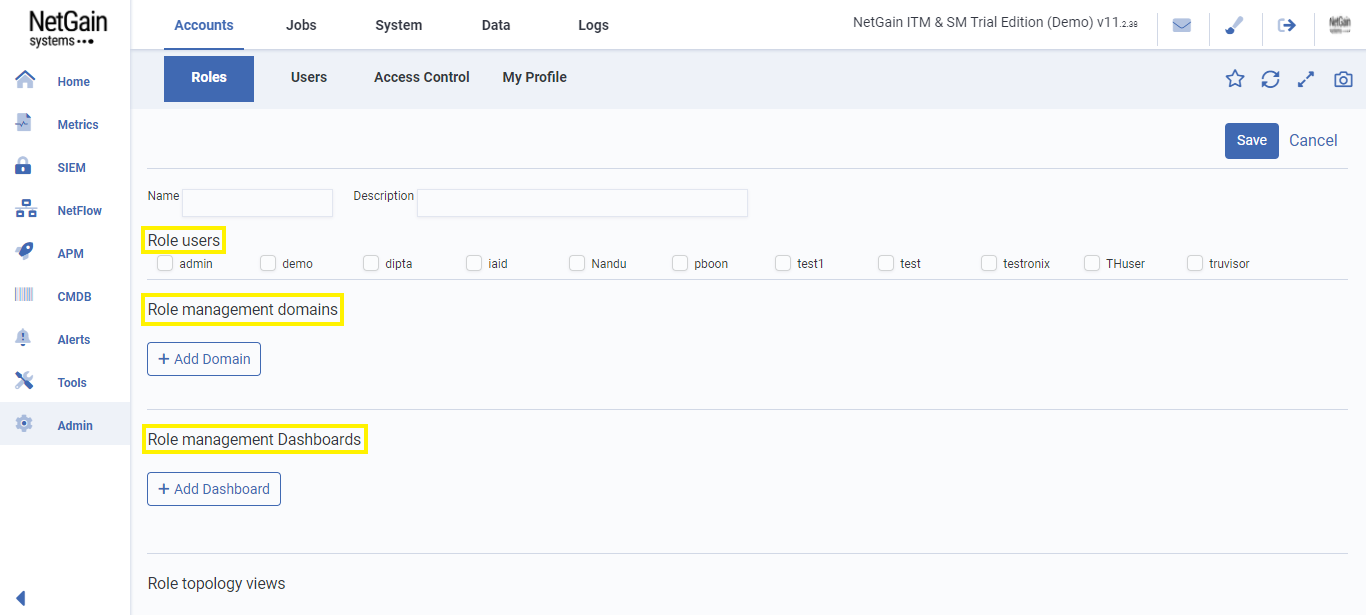 NetGain
systems
Accounts Jobs System Data Logs
NetGain ITM & SM Trial Edition (Demo) v11.2.38
NetGain
Roles Users Access Control My Profile
Home
Metrics
SIEM
NetFlow
APM
CMDB
Alerts
Tools
Admin
Save Cancel
Name Description
Role users
admin demo dipta iaid Nandu pboon test1 test testronix THuser truvisor
Role management domains
+ Add Domain
Role management Dashboards
+ Add Dashboard
Role topology views